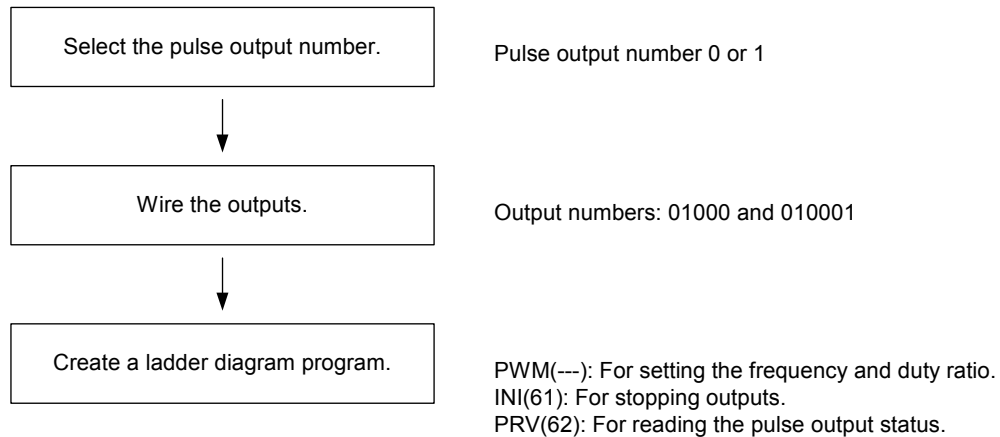 Select the pulse output number.
Pulse output number 0 or 1
Wire the outputs.
Output numbers: 01000 and 010001
Create a ladder diagram program.
PWM(---): For setting the frequency and duty ratio.
INI(61): For stopping outputs.
PRV(62): For reading the pulse output status.